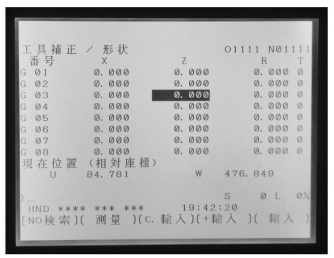 工具補正 / 形状 O1111 N01111
番号 X Z R T
G 01 0.000 0.000 0.000 0
G 02 0.000 0.000 0.000 0
G 03 0.000 0.000 0.000 0
G 04 0.000 0.000 0.000 0
G 05 0.000 0.000 0.000 0
G 06 0.000 0.000 0.000 0
G 07 0.000 0.000 0.000 0
G 08 0.000 0.000 0.000 0
現在位置 (相対座標)
U 84.781 W 476.849
)_
S 0 L 0%
HND **** *** *** 19:42:20
(NO検索)( 測量 )(C.輸入)(+輸入 )( 輸入 )